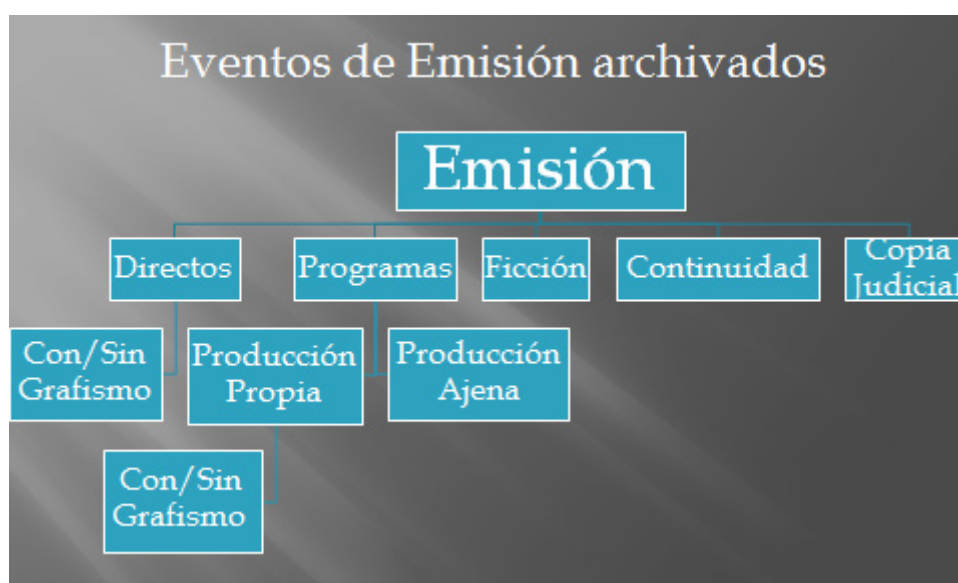 Eventos de Emisión archivados
Emisión
Directos
Programas
Ficción
Continuidad
Copia
Judicial
Con/Sin
Grafismo
Producción
Propia
Producción
Ajena
Con/Sin
Grafismo